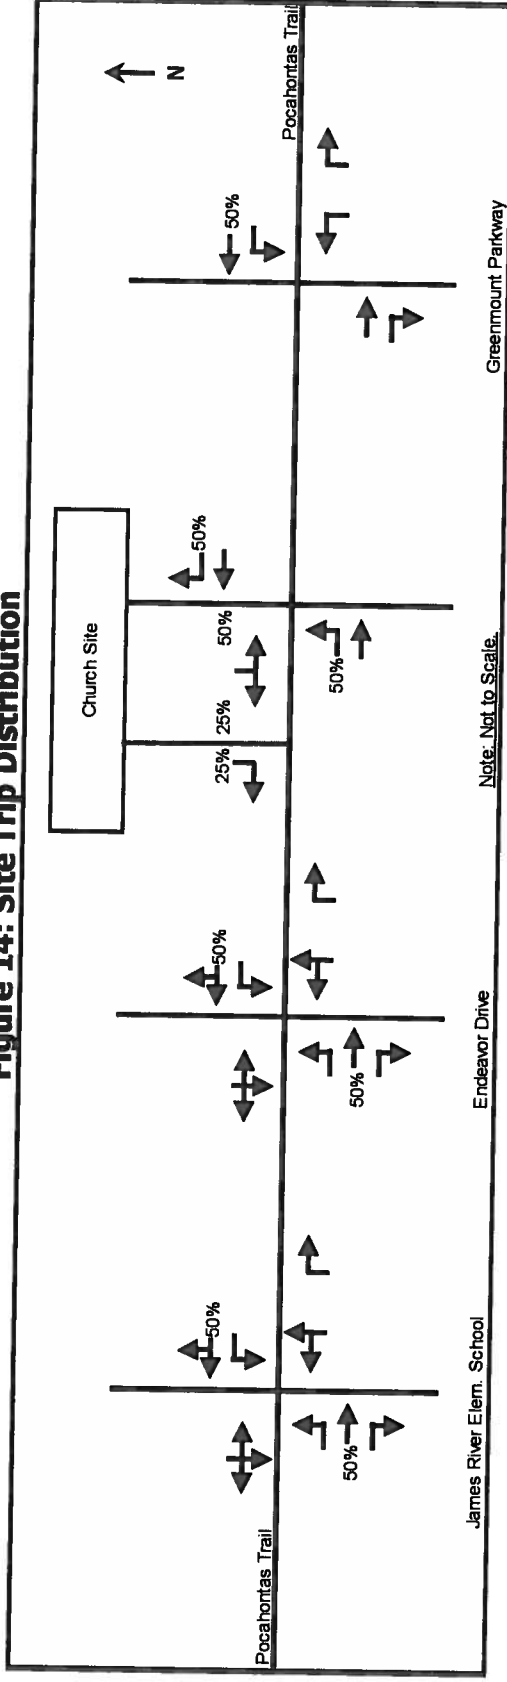 Figure 14: Site Trip Distribution
N
Church Site
Pocahontas Trail
Pocahontas Trail
50%
50%
25%
25%
50%
50%
50%
50%
50%
50%
50%
James River Elem. School
Endeavor Drive
Note: Not to Scale.
Greenmount Parkway